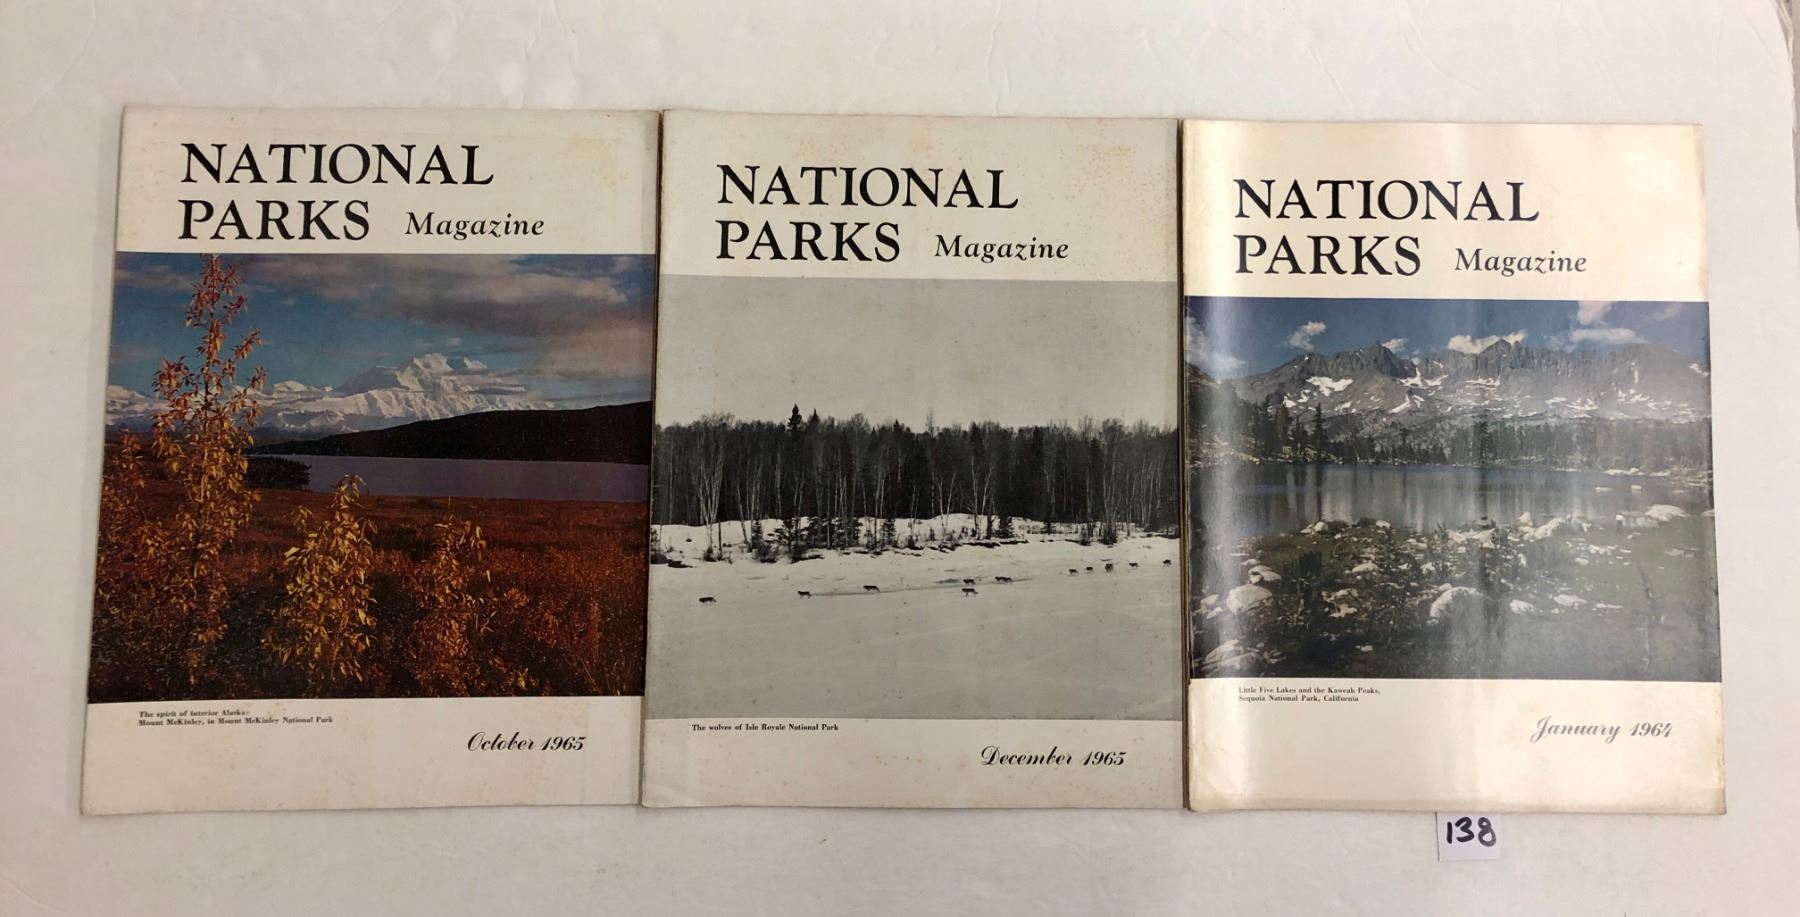 NATIONAL
PARKS Magazine
The spirit of interior Alaska:
Mount McKinley, in Mount McKinley National Park
October 1963
NATIONAL
PARKS Magazine
The wolves of Isle Royale National Park
December 1963
NATIONAL
PARKS Magazine
Little Five Lakes and the Kaweah Peaks,
Sequoia National Park, California
January 1964
138